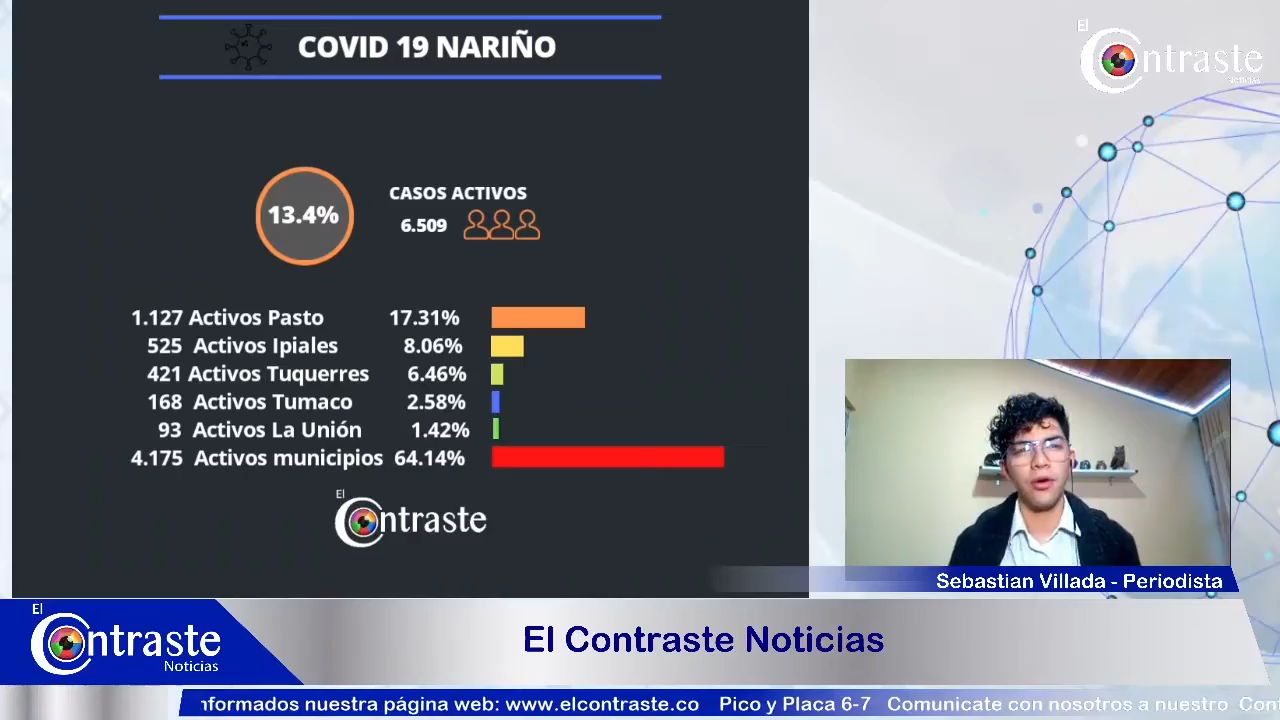 COVID 19 NARIÑO
El
Contraste
13.4%
CASOS ACTIVOS
6.509
1.127 Activos Pasto 17.31%
525 Activos Ipiales 8.06%
421 Activos Tuquerres 6.46%
168 Activos Tumaco 2.58%
93 Activos La Unión 1.42%
4.175 Activos municipios 64.14%
El
Contraste
Sebastian Villada - Periodista
El
Contraste
Noticias
El Contraste Noticias
nuestra página web: www.elcontraste.co Pico y Placa 6-7 Comunicate con nosotros a nuestro